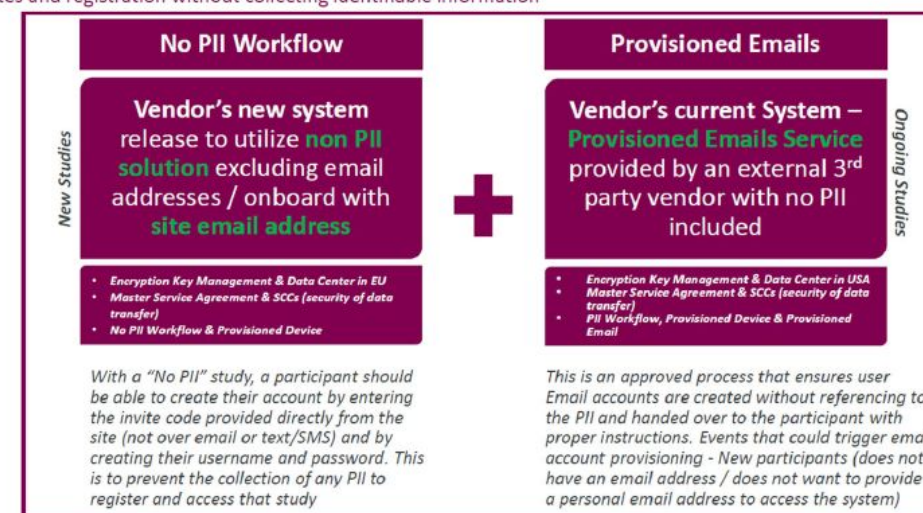 and registration without collecting identifiable information
No PII Workflow
New Studies
Vendor's new system
release to utilize non PII
solution excluding email
addresses / onboard with
site email address
• Encryption Key Management & Data Center in EU
• Master Service Agreement & SCCs (security of data
transfer)
• No PII Workflow & Provisioned Device
With a “No PII” study, a participant should
be able to create their account by entering
the invite code provided directly from the
site (not over email or text/SMS) and by
creating their username and password. This
is to prevent the collection of any PII to
register and access that study
Provisioned Emails
Vendor's current System –
Provisioned Emails Service
provided by an external 3rd
party vendor with no PII
included
Ongoing Studies
• Encryption Key Management & Data Center in USA
• Master Service Agreement & SCCs (security of data
transfer)
• PII Workflow, Provisioned Device & Provisioned
Email
This is an approved process that ensures user
Email accounts are created without referencing to
the PII and handed over to the participant with
proper instructions. Events that could trigger
account provisioning - New participants (does not
have an email address / does not want to provide
a personal email address to access the system)